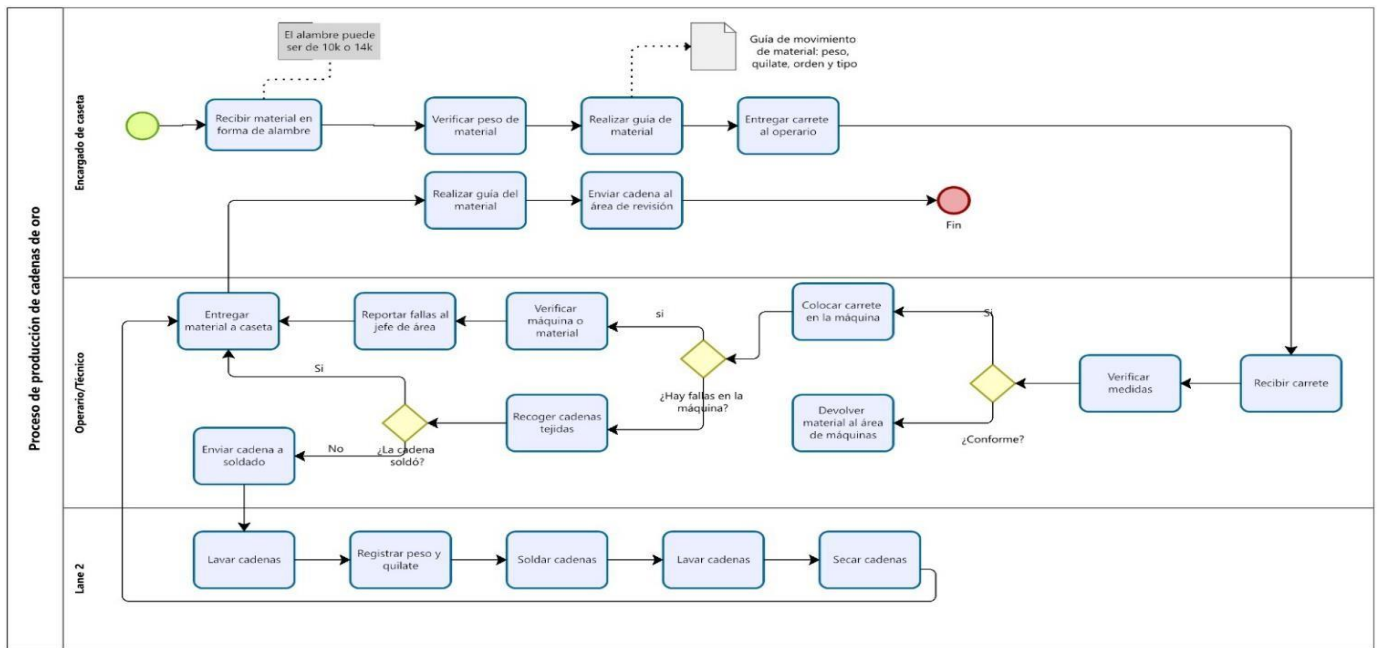 Proceso de producción de cadenas de oro
Encargado de caseta
El alambre puede
ser de 10k o 14k
Guía de movimiento
de material: peso,
quilate, orden y tipo
Recibir material en
forma de alambre
Verificar peso de
material
Realizar guía de
material
Entregar carrete
al operario
Realizar guía del
material
Enviar cadena al
área de revisión
Fin
Operario/Técnico
Entregar
material a caseta
Reportar fallas al
jefe de área
Verificar
máquina o
material
si
Colocar carrete
en la máquina
Si
Verificar
medidas
Recibir carrete
¿Hay fallas en la
máquina?
Si
Recoger cadenas
tejidas
Devolver
material al área
de máquinas
¿Conforme?
Enviar cadena a
soldado
No
¿La cadena
soldó?
Lane 2
Lavar cadenas
Registrar peso y
quilate
Soldar cadenas
Lavar cadenas
Secar cadenas